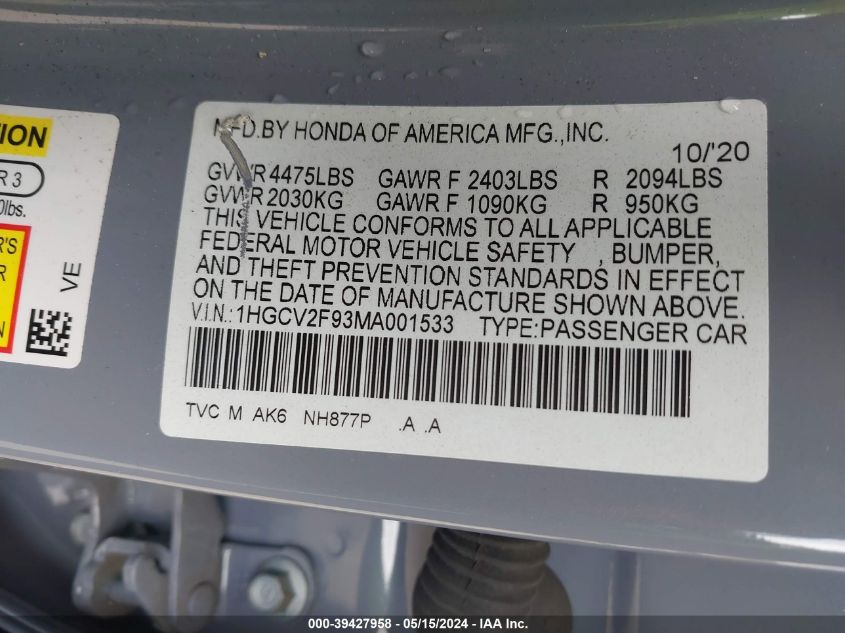 TION
R 3
0lbs.
R'S
R
N
VE
MFD.BY HONDA OF AMERICA MFG.,INC.
10/'20
GVWR 4475LBS GAWR F 2403LBS R 2094LBS
GVWR 2030KG GAWR F 1090KG R 950KG
THIS VEHICLE CONFORMS TO ALL APPLICABLE
FEDERAL MOTOR VEHICLE SAFETY , BUMPER,
AND THEFT PREVENTION STANDARDS IN EFFECT
ON THE DATE OF MANUFACTURE SHOWN ABOVE.
V.I.N.:1HGCV2F93MA001533 TYPE:PASSENGER CAR
TVC M AK6 NH877P .A .A
000-39427958 - 05/15/2024 - IAA Inc.